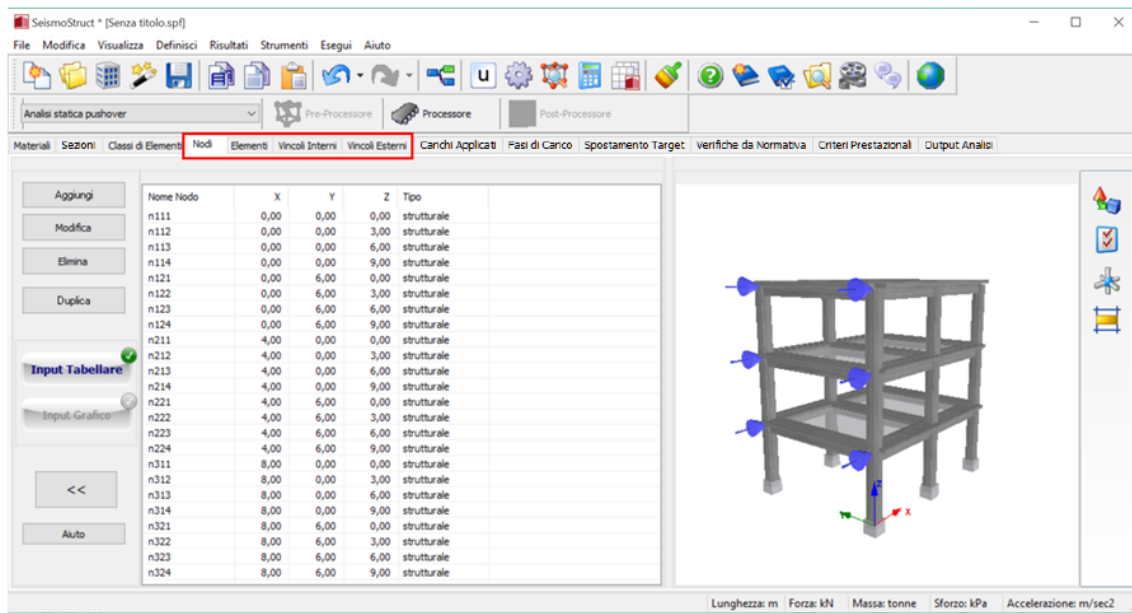 SeismoStruct * [Senza titolo.spf]
File Modifica Visualizza Definisci Risultati Strumenti Esegui Aiuto
u
Analisi statica pushover Pre-Processore Processore Post-Processore
Materiali Sezioni Classi di Elementi Nodi Elementi Vincoli Interni Vincoli Esterni Carichi Applicati Fasi di Carico Spostamento Target Verifiche da Normativa Criteri Prestazionali Output Analisi
Aggiungi
Modifica
Elimina
Duplica
Input Tabellare
Input Grafico
<<
Aiuto
Nome Nodo X Y Z Tipo
n111 0,00 0,00 0,00 strutturale
n112 0,00 0,00 3,00 strutturale
n113 0,00 0,00 6,00 strutturale
n114 0,00 0,00 9,00 strutturale
n121 0,00 6,00 0,00 strutturale
n122 0,00 6,00 3,00 strutturale
n123 0,00 6,00 6,00 strutturale
n124 0,00 6,00 9,00 strutturale
n211 4,00 0,00 0,00 strutturale
n212 4,00 0,00 3,00 strutturale
n213 4,00 0,00 6,00 strutturale
n214 4,00 0,00 9,00 strutturale
n221 4,00 6,00 0,00 strutturale
n222 4,00 6,00 3,00 strutturale
n223 4,00 6,00 6,00 strutturale
n224 4,00 6,00 9,00 strutturale
n311 8,00 0,00 0,00 strutturale
n312 8,00 0,00 3,00 strutturale
n313 8,00 0,00 6,00 strutturale
n314 8,00 0,00 9,00 strutturale
n321 8,00 6,00 0,00 strutturale
n322 8,00 6,00 3,00 strutturale
n323 8,00 6,00 6,00 strutturale
n324 8,00 6,00 9,00 strutturale
Z
Y X
Lunghezza: m Forza: kN Massa: tonne Sforzo: kPa Accelerazione: m/sec2